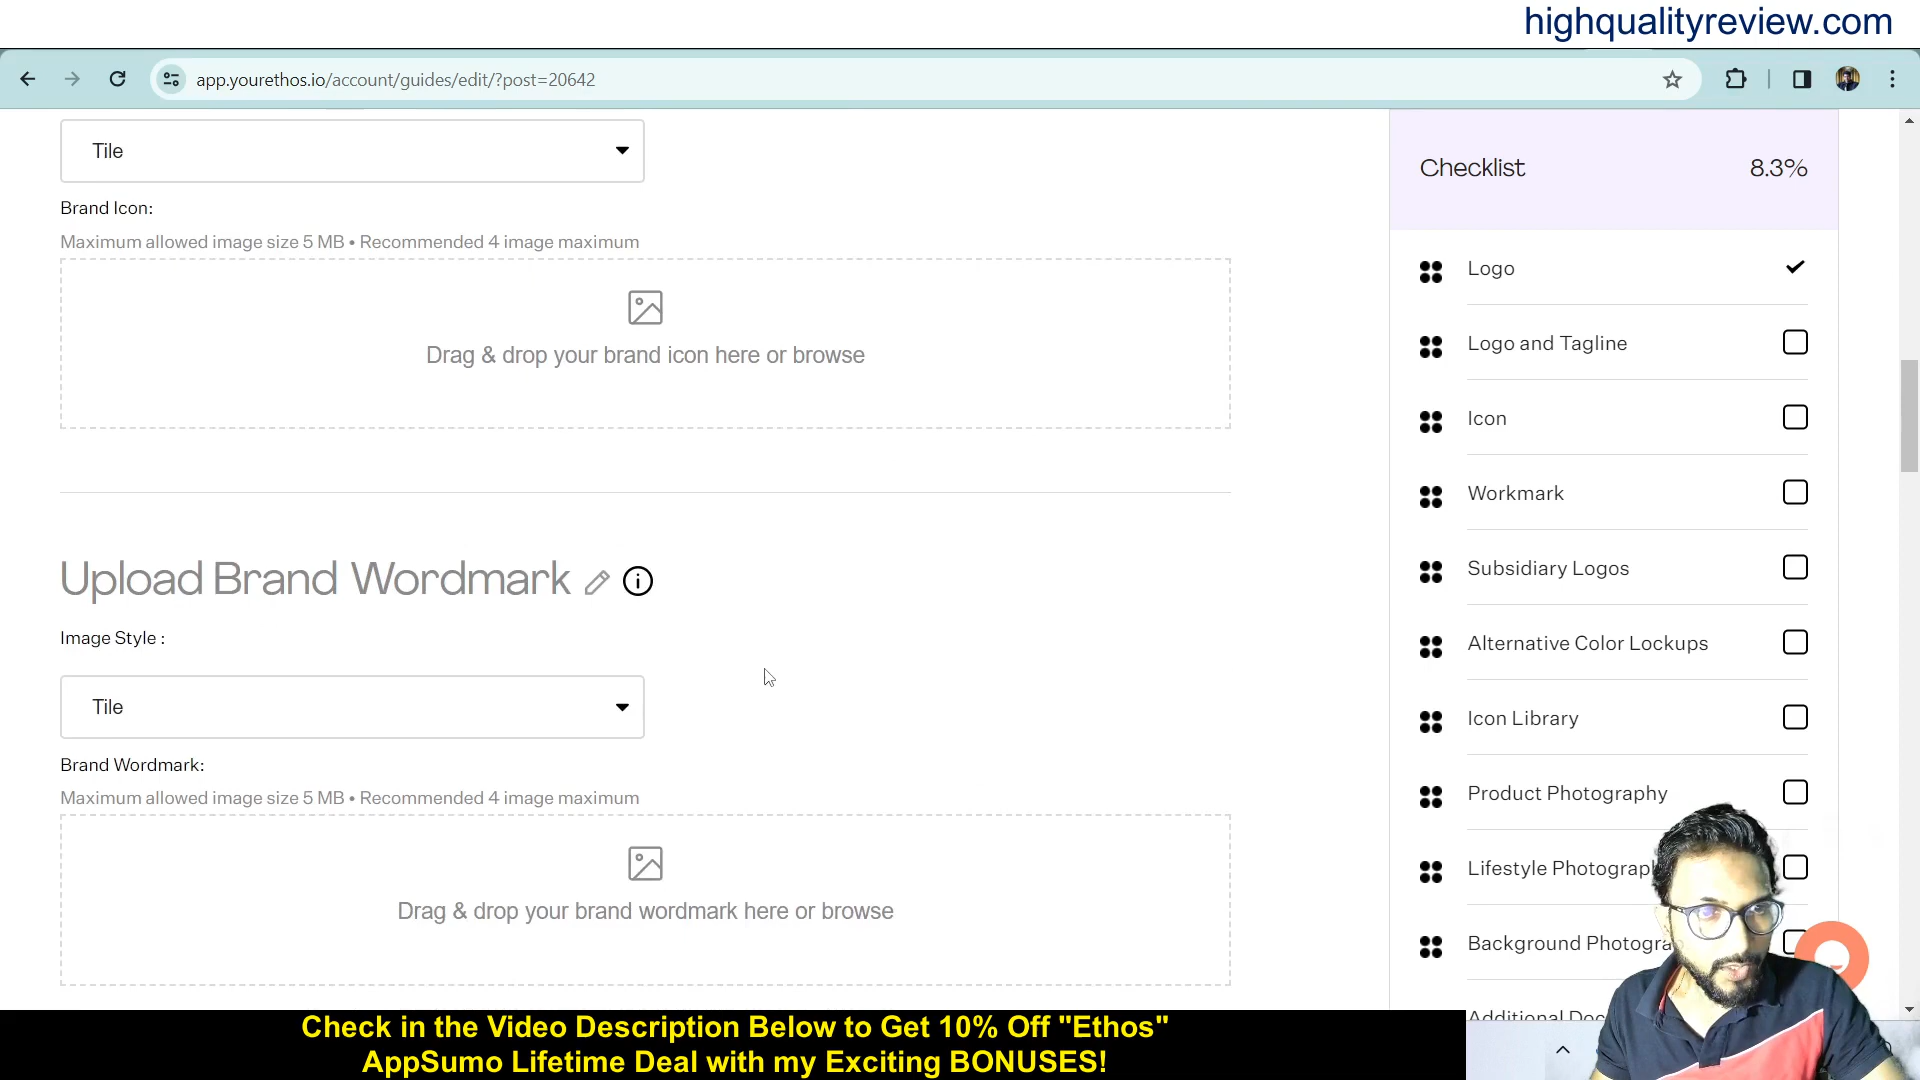 highqualityreview.com
app.yourethos.io/account/guides/edit/?post=20642
Tile
Brand Icon:
Maximum allowed image size 5 MB • Recommended 4 image maximum
Drag & drop your brand icon here or browse
Upload Brand Wordmark
Image Style :
Tile
Brand Wordmark:
Maximum allowed image size 5 MB • Recommended 4 image maximum
Drag & drop your brand wordmark here or browse
Checklist 8.3%
Logo
Logo and Tagline
Icon
Workmark
Subsidiary Logos
Alternative Color Lockups
Icon Library
Product Photography
Lifestyle
Background
Additional
Check in the Video Description Below to Get 10% Off "Ethos"
AppSumo Lifetime Deal with my Exciting BONUSES!